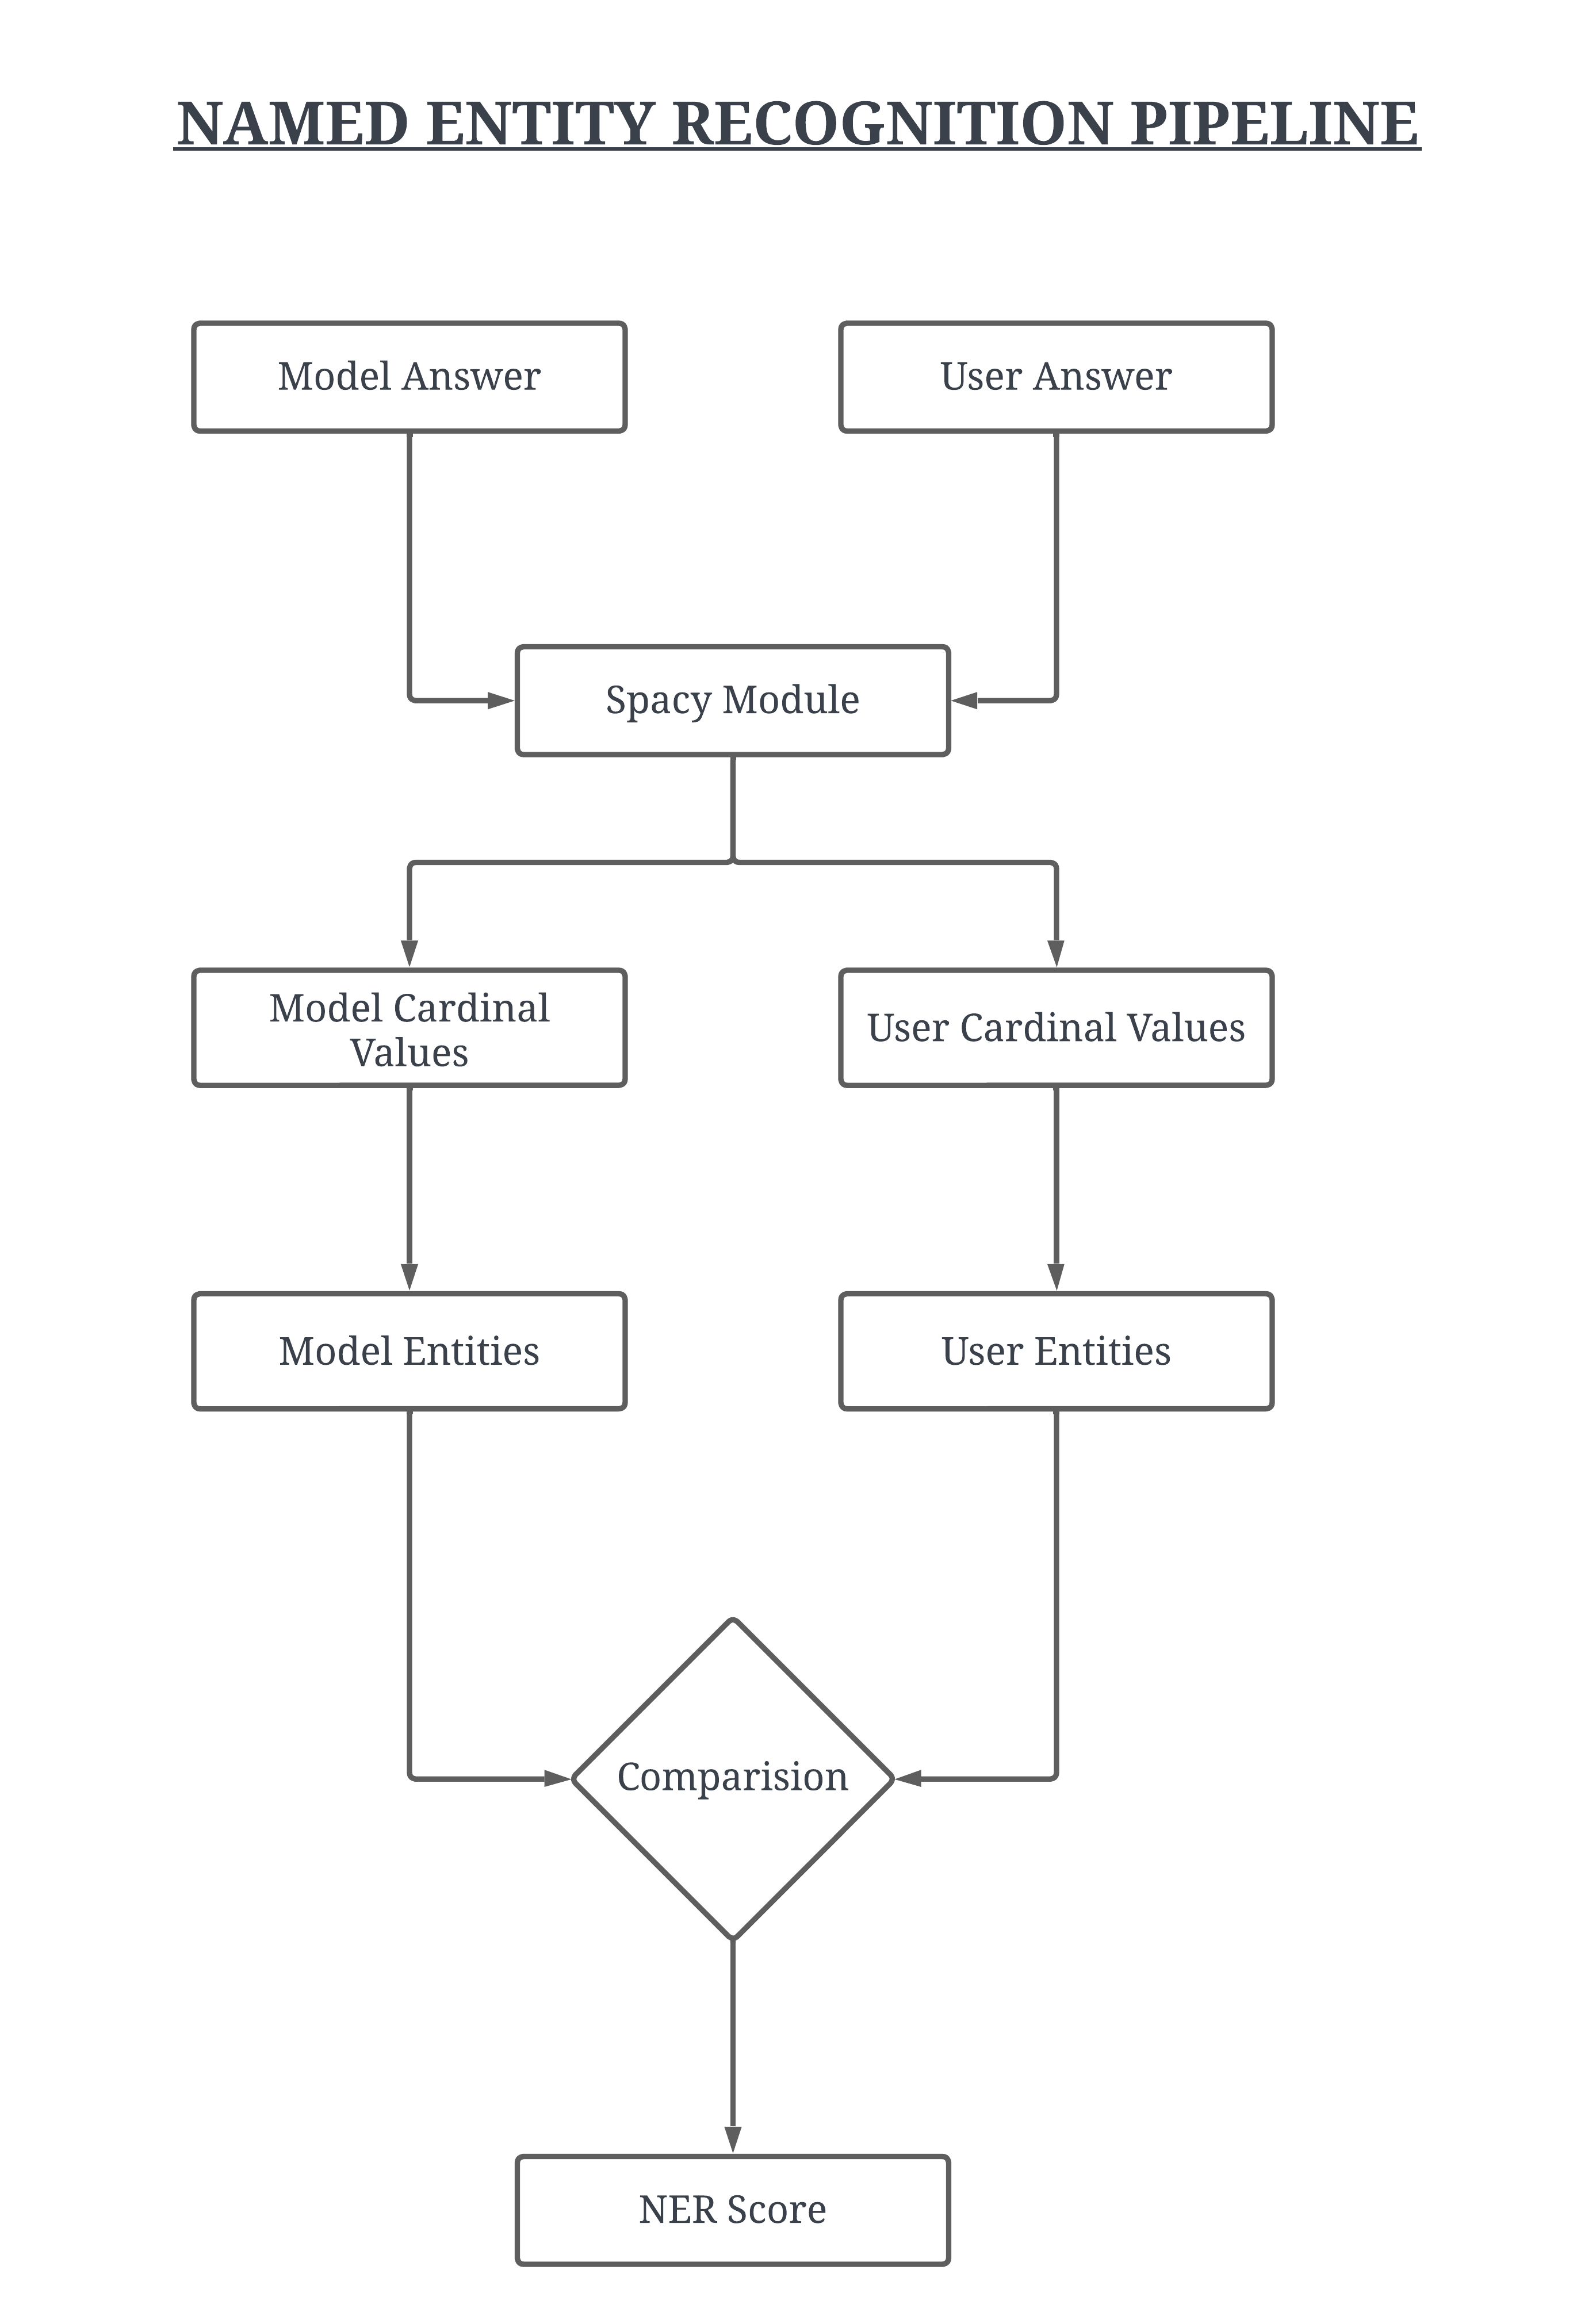 NAMED ENTITY RECOGNITION PIPELINE
Model Answer
User Answer
Spacy Module
Model Cardinal
Values
User Cardinal Values
Model Entities
User Entities
Comparision
NER Score